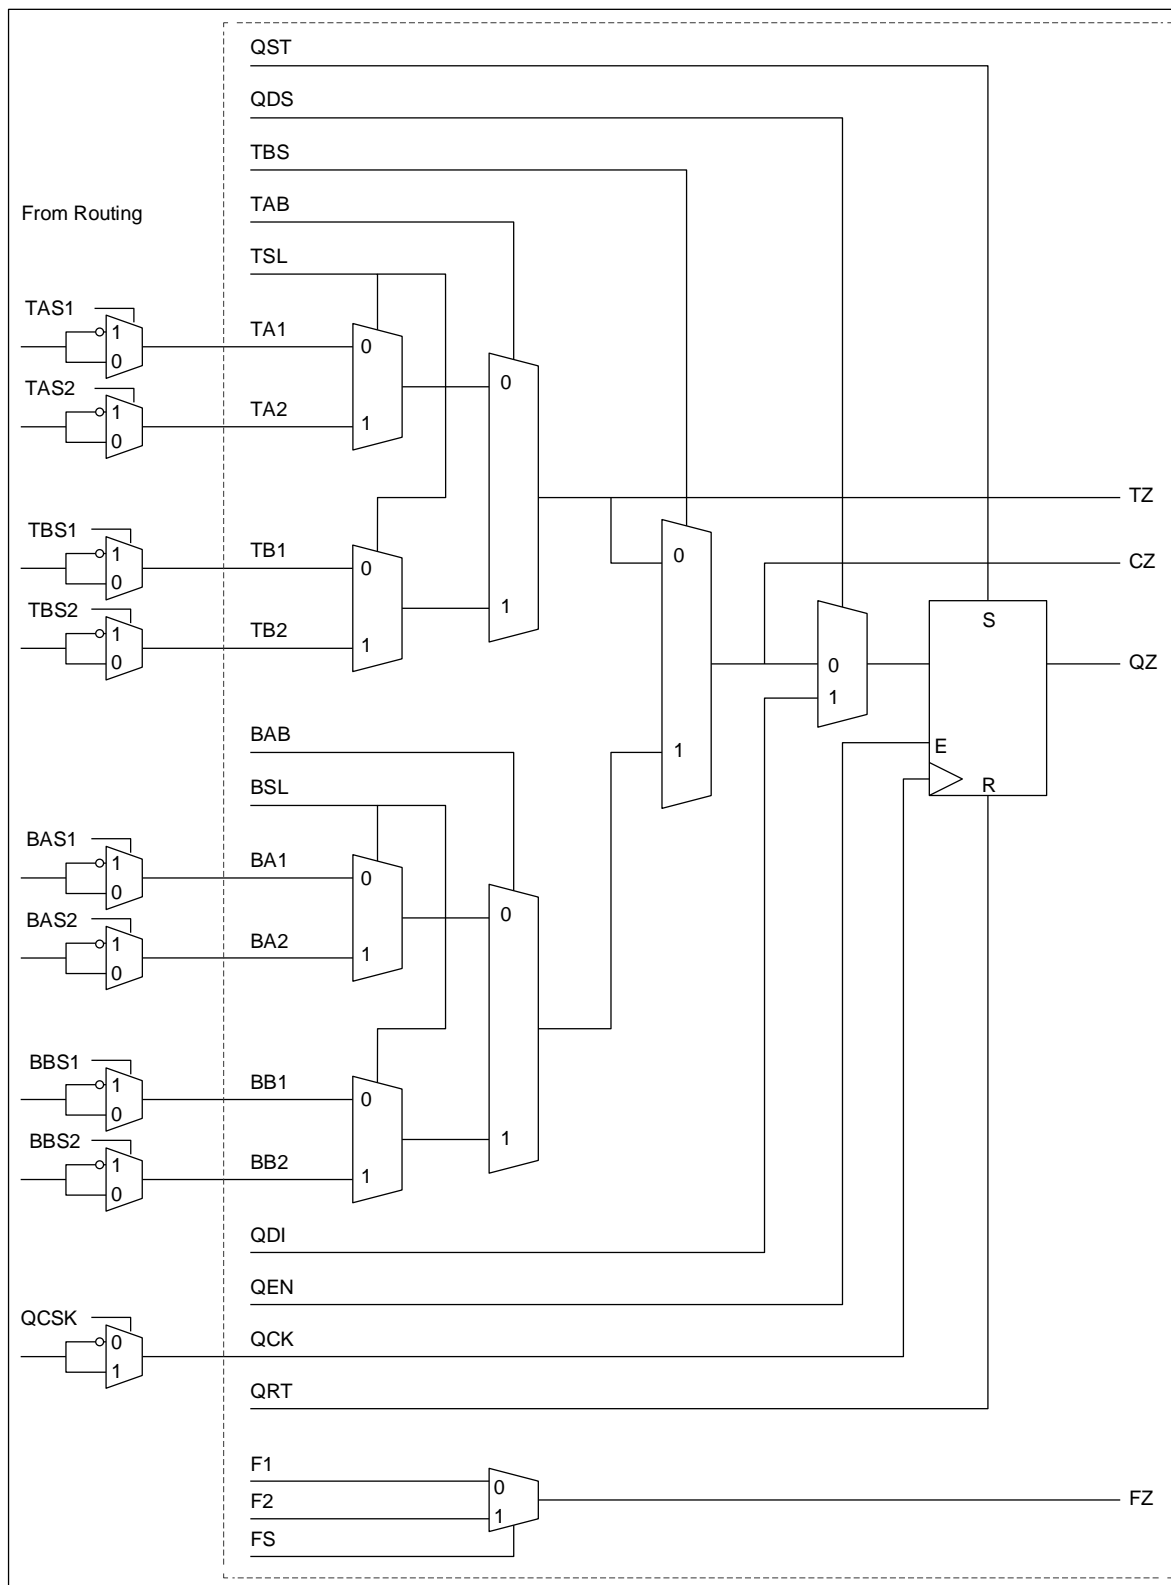 QST
QDS
TBS
From Routing
TAB
TSL
TAS1
1
0
TA1
0
TAS2
1
0
TA2
1
0
TBS1
1
0
TB1
0
TBS2
1
0
TB2
1
1
TZ
0
CZ
S
0
QZ
1
BAB
1
E
BSL
R
BAS1
1
0
BA1
0
BAS2
1
0
BA2
1
0
BBS1
1
0
BB1
0
BBS2
1
0
BB2
1
1
QDI
QEN
QCSK
0
1
QCK
QRT
F1
0
F2
1
FZ
FS